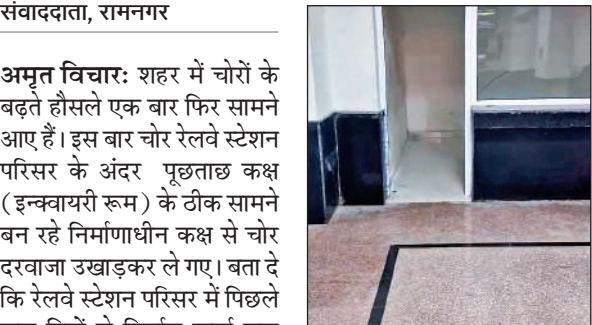 संवाददाता, रामनगर
अमृत विचारः शहर में चोरों के
बढ़ते हौसले एक बार फिर सामने
आए हैं। इस बार चोर रेलवे स्टेशन
परिसर के अंदर पूछताछ कक्ष
(इन्क्वायरी रूम) के ठीक सामने
बन रहे निर्माणाधीन कक्ष से चोर
दरवाजा उखाड़कर ले गए। बता दे
कि रेलवे स्टेशन परिसर में पिछले